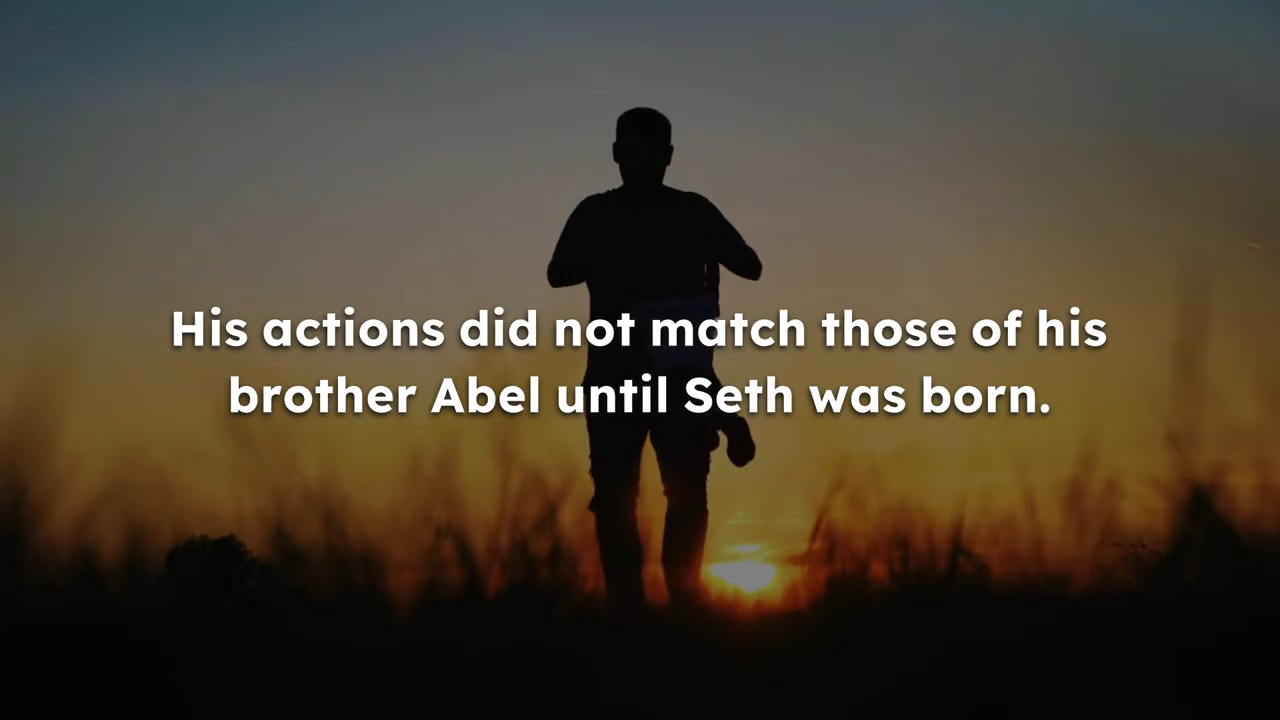 His actions did not match those of his
brother Abel until Seth was born.